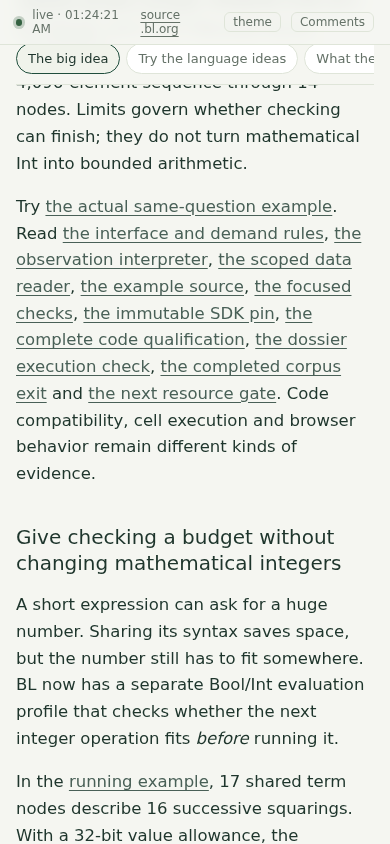 live · 01:24:21 AM
source .bl.org
theme
Comments
The big idea
Try the language ideas
What the
4,096-element sequence through 14
nodes. Limits govern whether checking
can finish; they do not turn mathematical
Int into bounded arithmetic.
Try the actual same-question example.
Read the interface and demand rules, the
observation interpreter, the scoped data
reader, the example source, the focused
checks, the immutable SDK pin, the
complete code qualification, the dossier
execution check, the completed corpus
exit and the next resource gate. Code
compatibility, cell execution and browser
behavior remain different kinds of
evidence.
Give checking a budget without
changing mathematical integers
A short expression can ask for a huge
number. Sharing its syntax saves space,
but the number still has to fit somewhere.
BL now has a separate Bool/Int evaluation
profile that checks whether the next
integer operation fits before running it.
In the running example, 17 shared term
nodes describe 16 successive squarings.
With a 32-bit value allowance, the